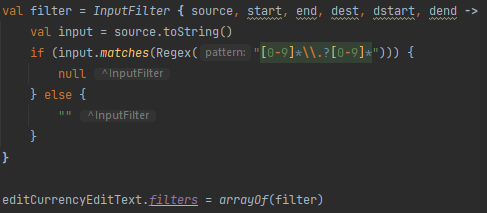 val filter = InputFilter { source, start, end, dest, dstart, dend ->
    val input = source.toString()
    if (input.matches(Regex( pattern: "[0-9]*\\.?[0-9]*"))) {
        null ^InputFilter
    } else {
        "" ^InputFilter
    }
}
editCurrencyEditText.filters = arrayOf(filter)